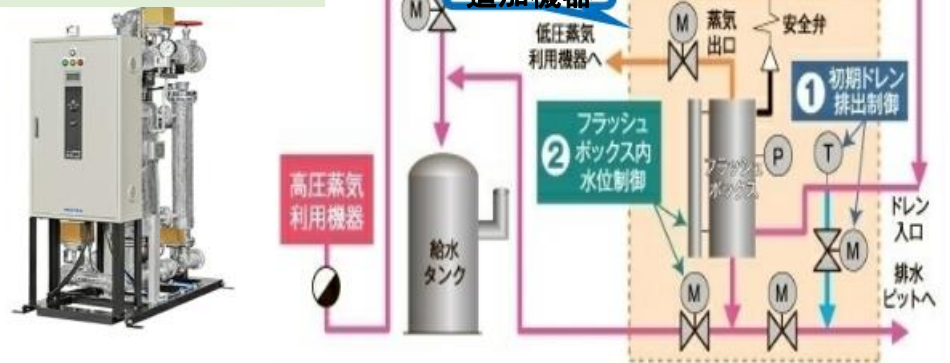 追加機器
M
M
蒸気
出口
安全弁
低圧蒸気
利用機器へ
① 初期ドレン
排出制御
② フラッシュ
ボックス内
水位制御
フラッシュ
ボックス
P
T
高圧蒸気
利用機器
給水
タンク
ドレン
入口
M
排水
ピットへ
M
M